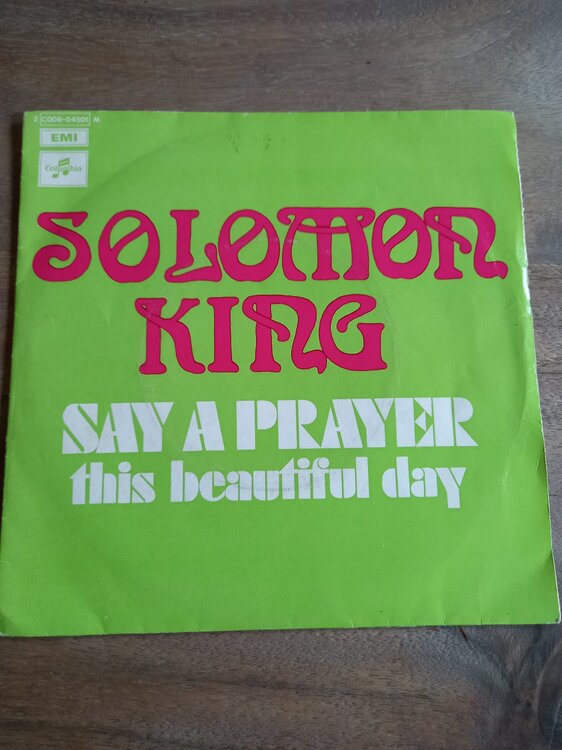 2 C006-04501 M
EMI
Columbia
SOLOMON
KING
SAY A PRAYER
this beautiful day